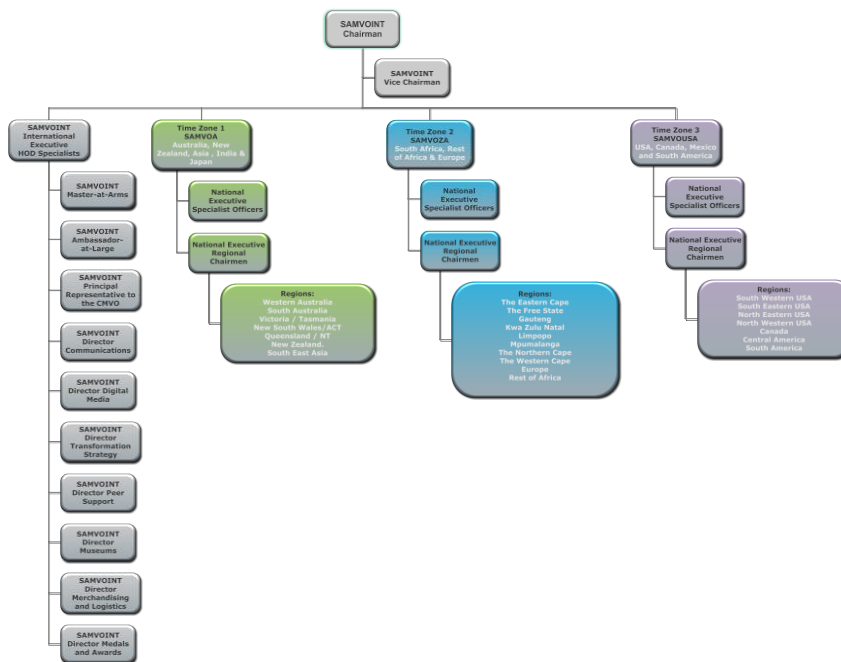 SAMVOINT
Chairman
SAMVOINT
Vice Chairman
SAMVOINT
International
Executive
HOD Specialists
SAMVOINT
Master-at-Arms
SAMVOINT
Ambassador-
at-Large
SAMVOINT
Principal
Representative to
the CMVO
SAMVOINT
Director
Communications
SAMVOINT
Director Digital
Media
SAMVOINT
Director
Transformation
Strategy
SAMVOINT
Director Peer
Support
SAMVOINT
Director
Museums
SAMVOINT
Director
Merchandising
and Logistics
SAMVOINT
Director Medals
and Awards
Time Zone 1
SAMVOA
Australia, New
Zealand, Asia , India &
Japan
National
Executive
Specialist Officers
National Executive
Regional
Chairmen
Regions:
Western Australia
South Australia
Victoria / Tasmania
New South Wales/ACT
Queensland / NT
New Zealand.
South East Asia
Time Zone 2
SAMVOZA
South Africa, Rest
of Africa & Europe
National
Executive
Specialist Officers
National Executive
Regional
Chairmen
Regions:
The Eastern Cape
The Free State
Gauteng
Kwa Zulu Natal
Limpopo
Mpumalanga
The Northern Cape
The Western Cape
Europe
Rest of Africa
Time Zone 3
SAMVOUSA
USA, Canada, Mexico
and South America
National
Executive
Specialist Officers
National Executive
Regional
Chairmen
Regions:
South Western USA
South Eastern USA
North Eastern USA
North Western USA
Canada
Central America
South America